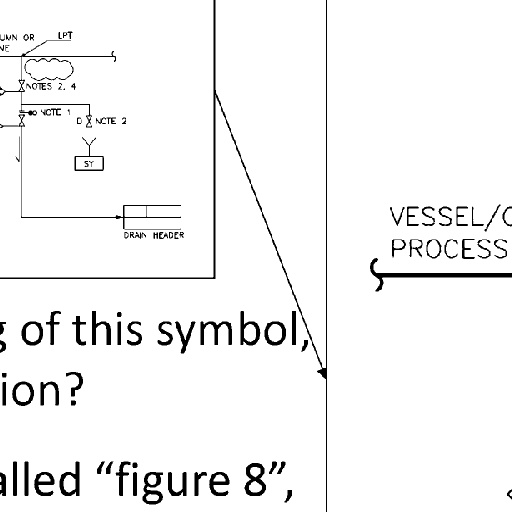 UMN OR LPT
NE
NOTES 2, 4
NOTE 1
D NOTE 2
SY
DRAIN HEADER
VESSEL/C
PROCESS
g of this symbol,
ion?
alled “figure 8”,